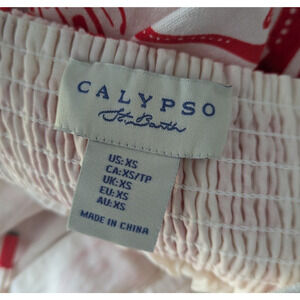 CALYPSO
St. Barth
US: XS
CA: XS/TP
UK: XS
EU: XS
AU: XS
MADE IN CHINA